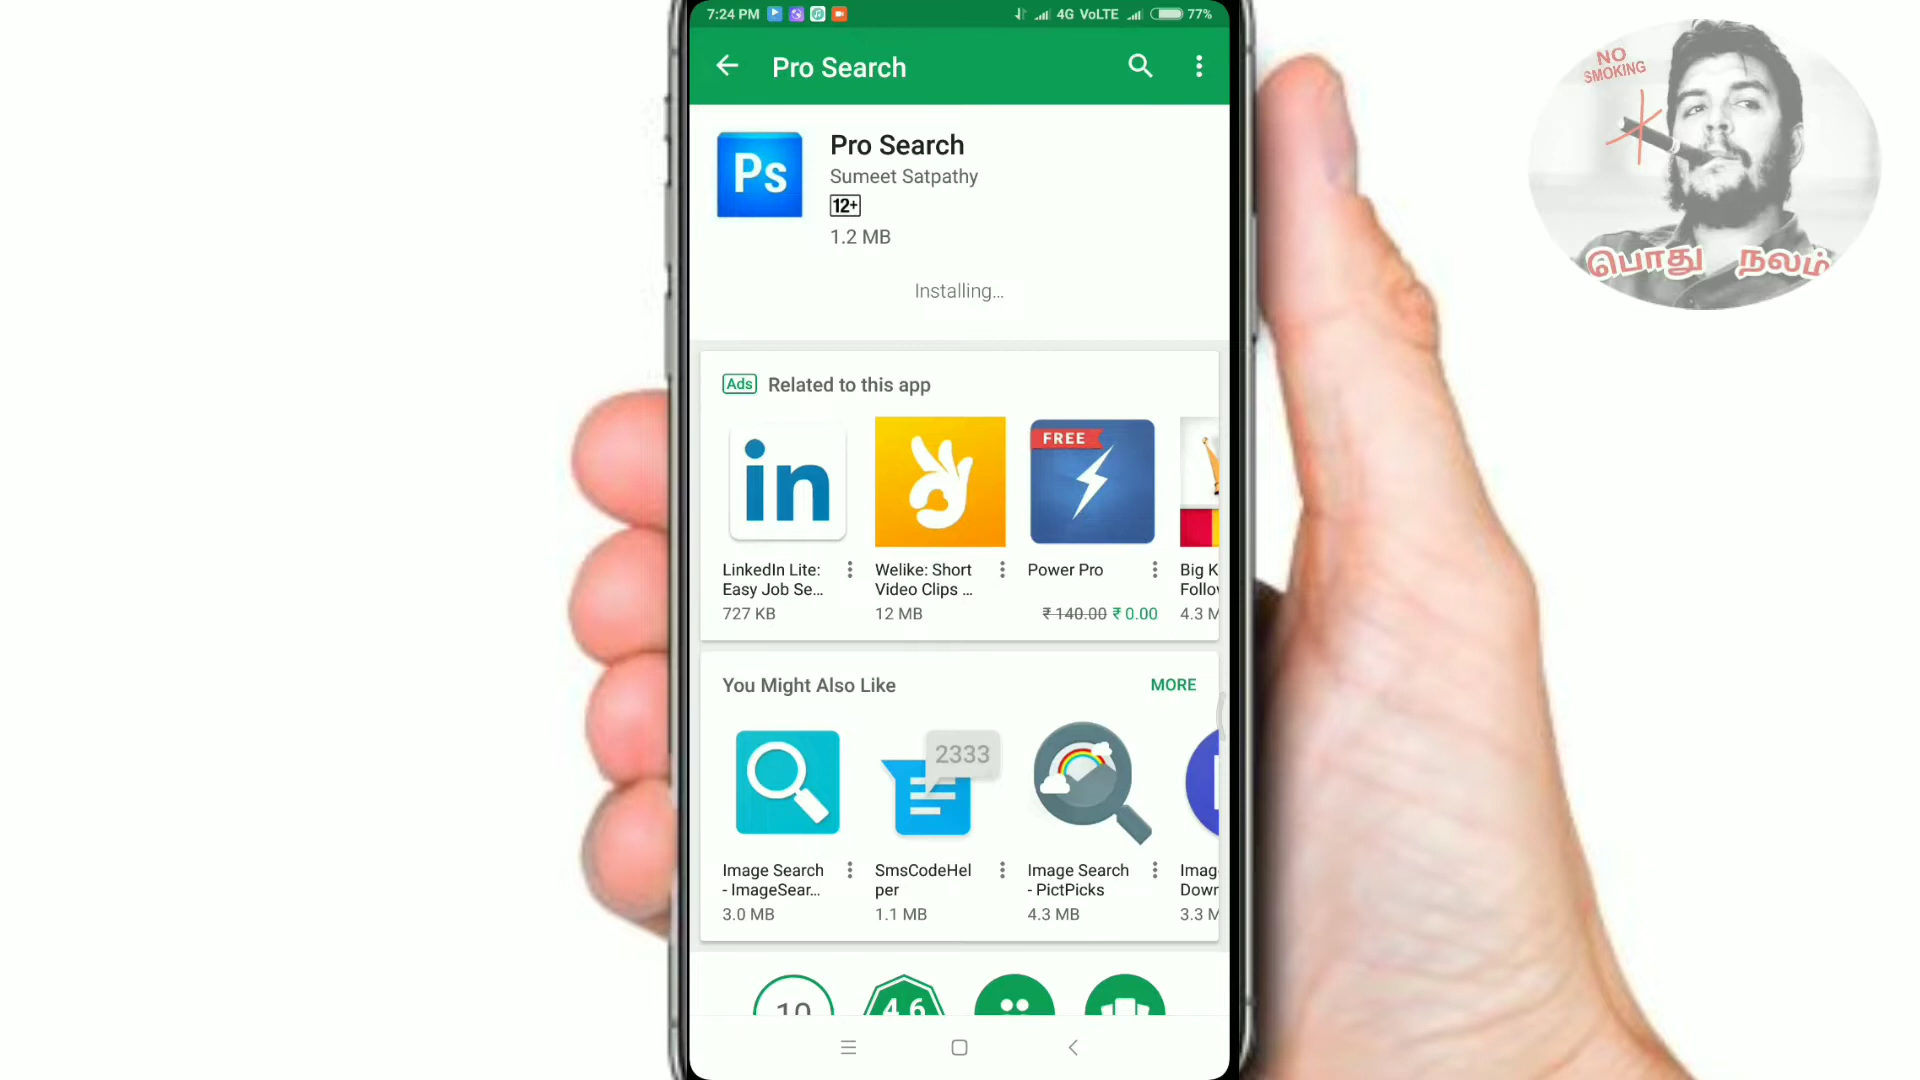 7:24 PM
4G VoLTE
77%
Pro Search
Ps
Pro Search
Sumeet Satpathy
12+
1.2 MB
Installing...
Ads Related to this app
in
FREE
LinkedIn Lite:
Easy Job Se...
727 KB
Welike: Short
Video Clips ...
12 MB
Power Pro
₹ 140.00 ₹ 0.00
Big K
Follo
4.3 M
You Might Also Like
MORE
2333
Image Search
- ImageSear...
3.0 MB
SmsCodeHel
per
1.1 MB
Image Search
- PictPicks
4.3 MB
Imag
Down
3.3 M
10
4.6
NO
SMOKING
பொது நலம்